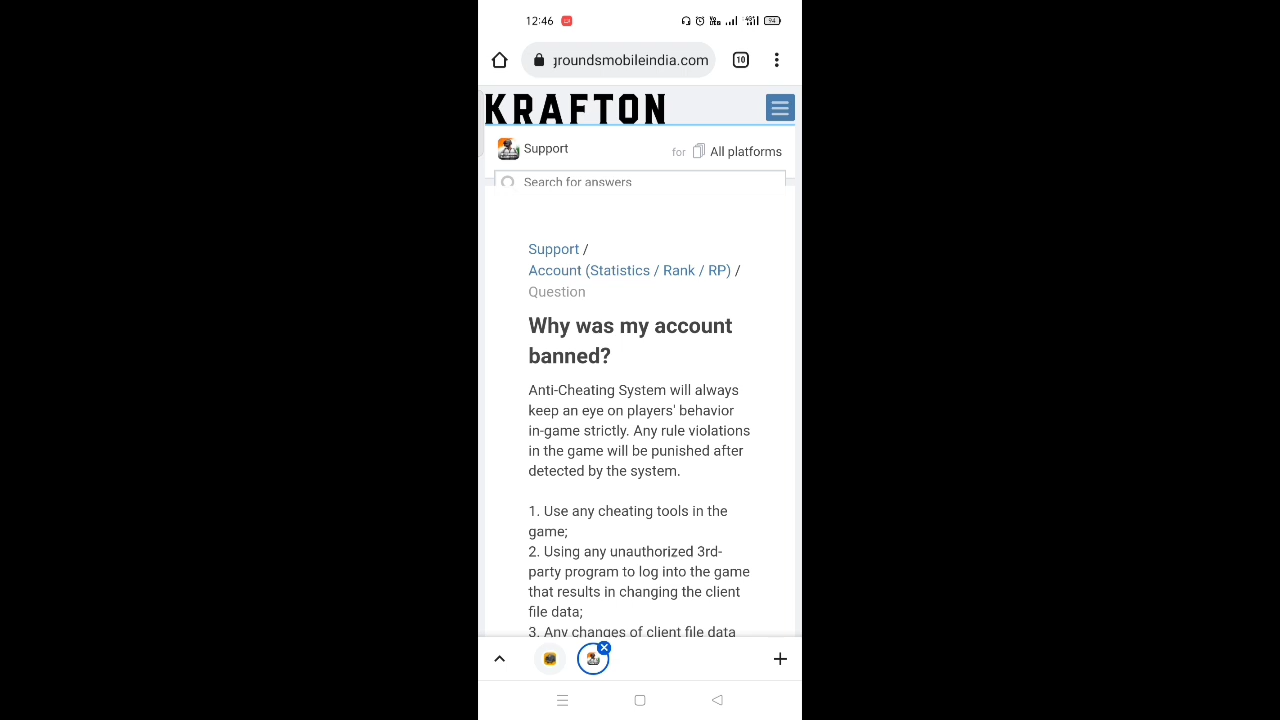 12:46
94
groundsmobileindia.com
10
KRAFTON
Support
for All platforms
Search for answers
Support /
Account (Statistics / Rank / RP) /
Question
Why was my account
banned?
Anti-Cheating System will always
keep an eye on players' behavior
in-game strictly. Any rule violations
in the game will be punished after
detected by the system.
1. Use any cheating tools in the
game;
2. Using any unauthorized 3rd-
party program to log into the game
that results in changing the client
file data;
3. Any changes of client file data